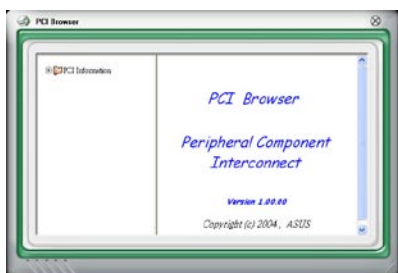 PCI Browser
PCI Information
PCI Browser
Peripheral Component
Interconnect
Version 1.00.00
Copyright (c) 2004, ASUS